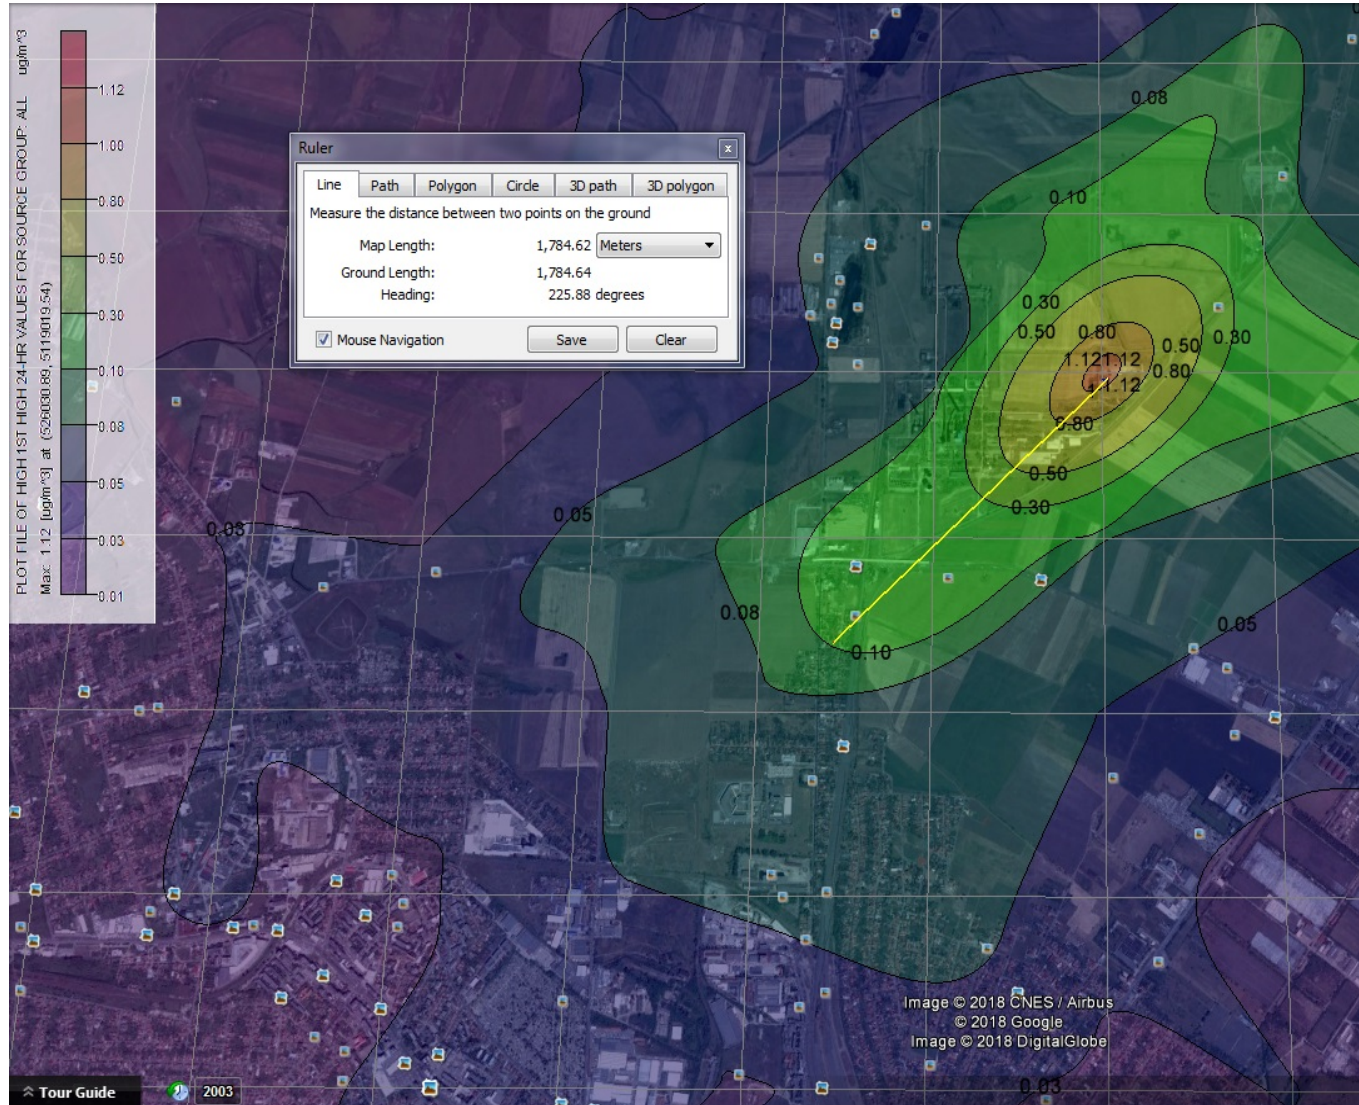 PLOT FILE OF HIGH 1ST HIGH 24-HR VALUES FOR SOURCE GROUP: ALL ug/m^3
Max: 1.12 [ug/m^3] at (526030.89, 5119019.54)
1.12
1.00
0.80
0.50
0.30
0.10
0.08
0.05
0.03
0.01
Ruler
Line Path Polygon Circle 3D path 3D polygon
Measure the distance between two points on the ground
Map Length: 1,784.62 Meters
Ground Length: 1,784.64
Heading: 225.88 degrees
Mouse Navigation Save Clear
0.08
0.10
0.30
0.50 0.80
0.50 0.30
1.12 1.12
0.80
1.12
0.80
0.50
0.30
0.05
0.03
0.08
0.05
0.10
Image © 2018 CNES / Airbus
© 2018 Google
Image © 2018 DigitalGlobe
0.03
Tour Guide 2003